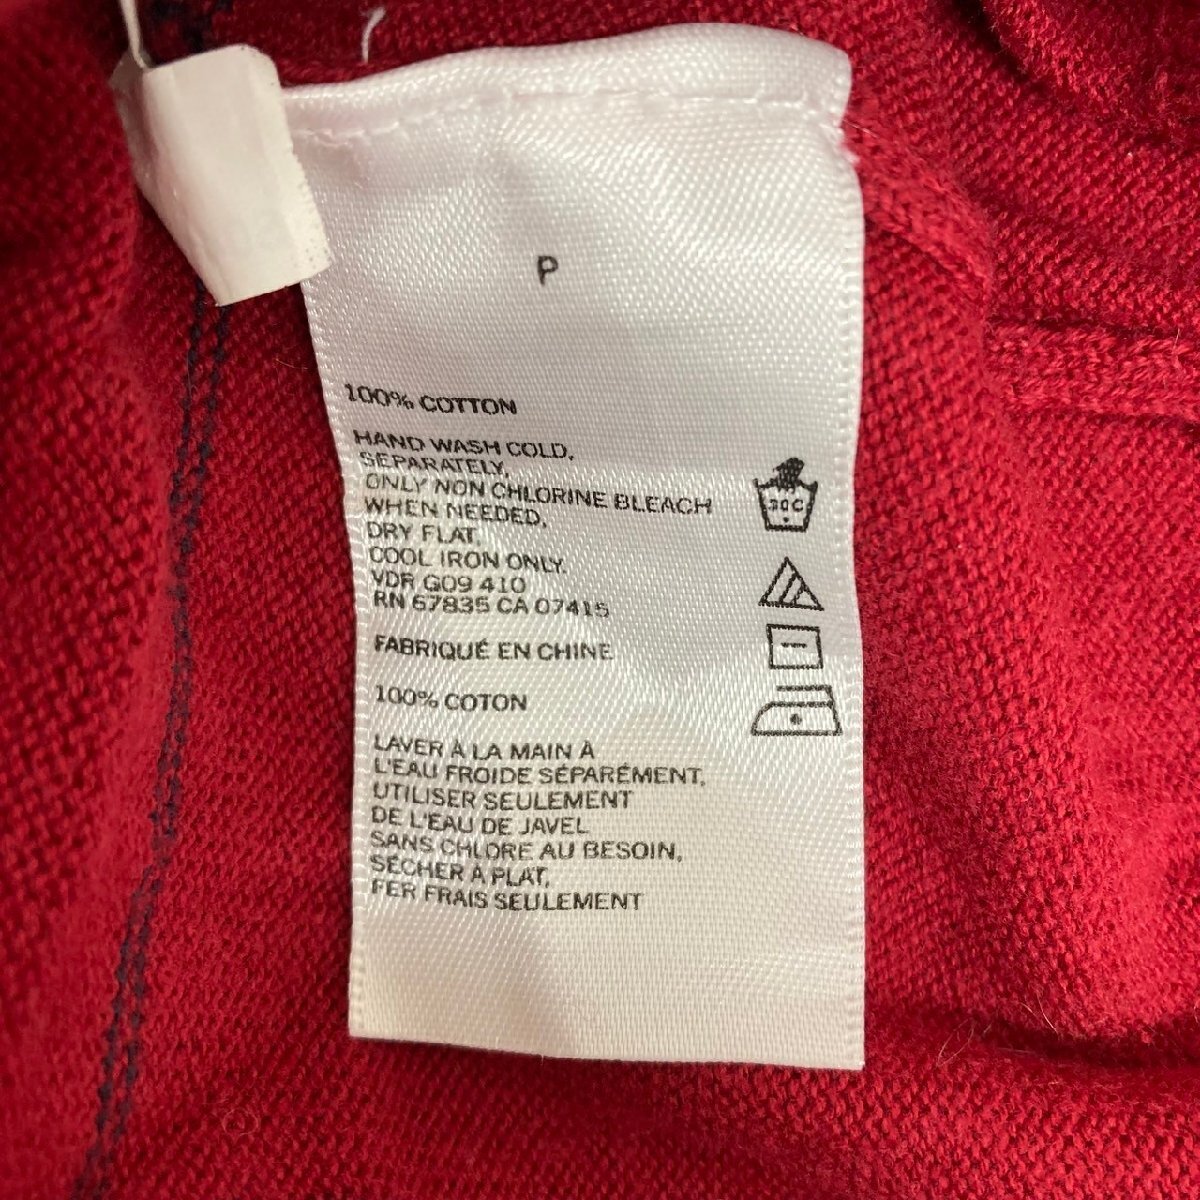 P
100% COTTON
HAND WASH COLD,
SEPARATELY,
ONLY NON CHLORINE BLEACH
WHEN NEEDED,
DRY FLAT,
COOL IRON ONLY.
VDR G09 410
RN 67835 CA 07415
FABRIQUÉ EN CHINE
100% COTON
LAVER À LA MAIN À
L'EAU FROIDE SÉPARÉMENT,
UTILISER SEULEMENT
DE L'EAU DE JAVEL
SANS CHLORE AU BESOIN,
SÉCHER À PLAT,
FER FRAIS SEULEMENT
30C